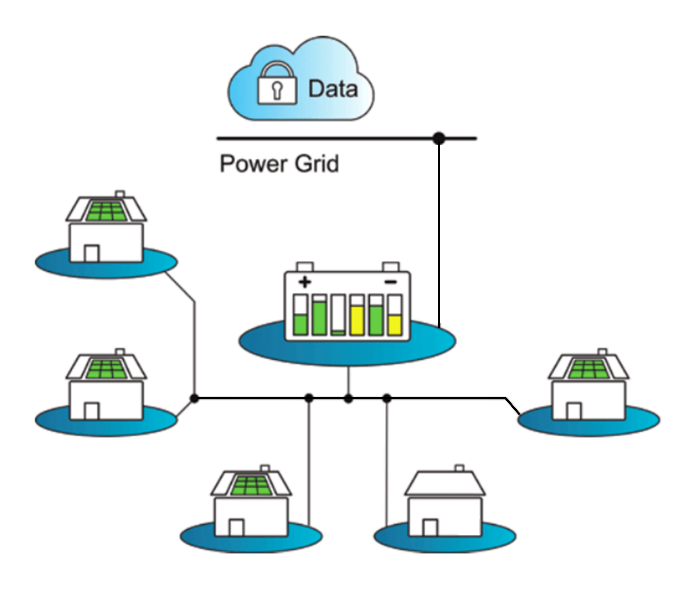 Data
Power Grid
+ −